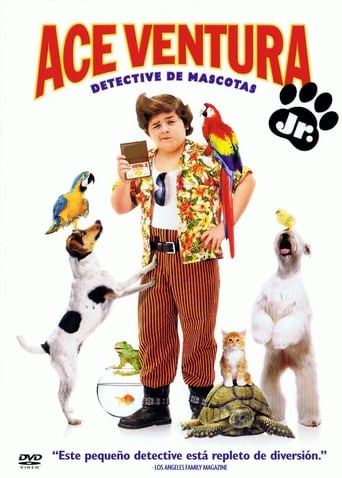 ACE VENTURA
DETECTIVE DE MASCOTAS
Jr.
DVD
VIDEO
"Este pequeño detective está repleto de diversión."
- LOS ANGELES FAMILY MAGAZINE